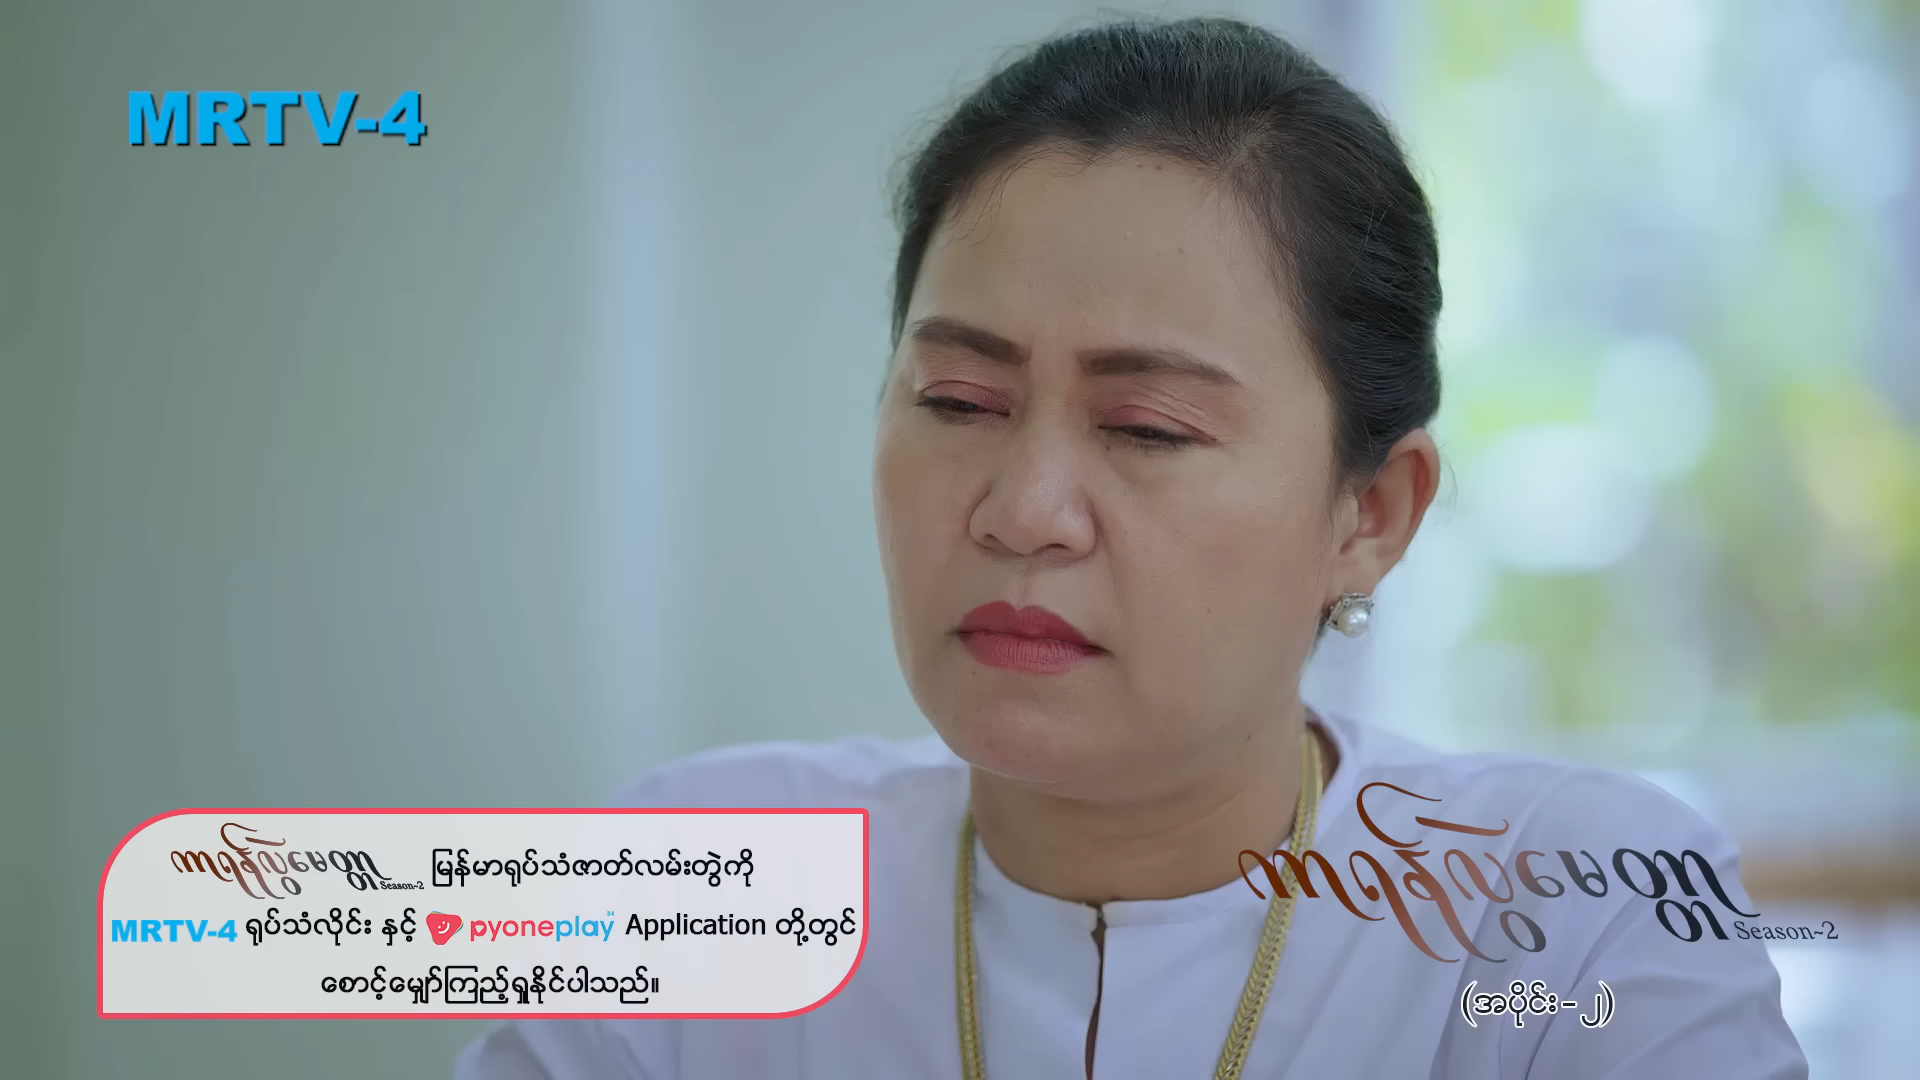 MRTV-4
ကာရန်လွဲမေတ္တာ Season-2 မြန်မာရုပ်သံဇာတ်လမ်းတွဲကို
MRTV-4 ရုပ်သံလိုင်း နှင့် pyoneplay Application တို့တွင်
စောင့်မျှော်ကြည့်ရှုနိုင်ပါသည်။
ကာရန်လွဲမေတ္တာ
Season~2
(အပိုင်း - ၂)